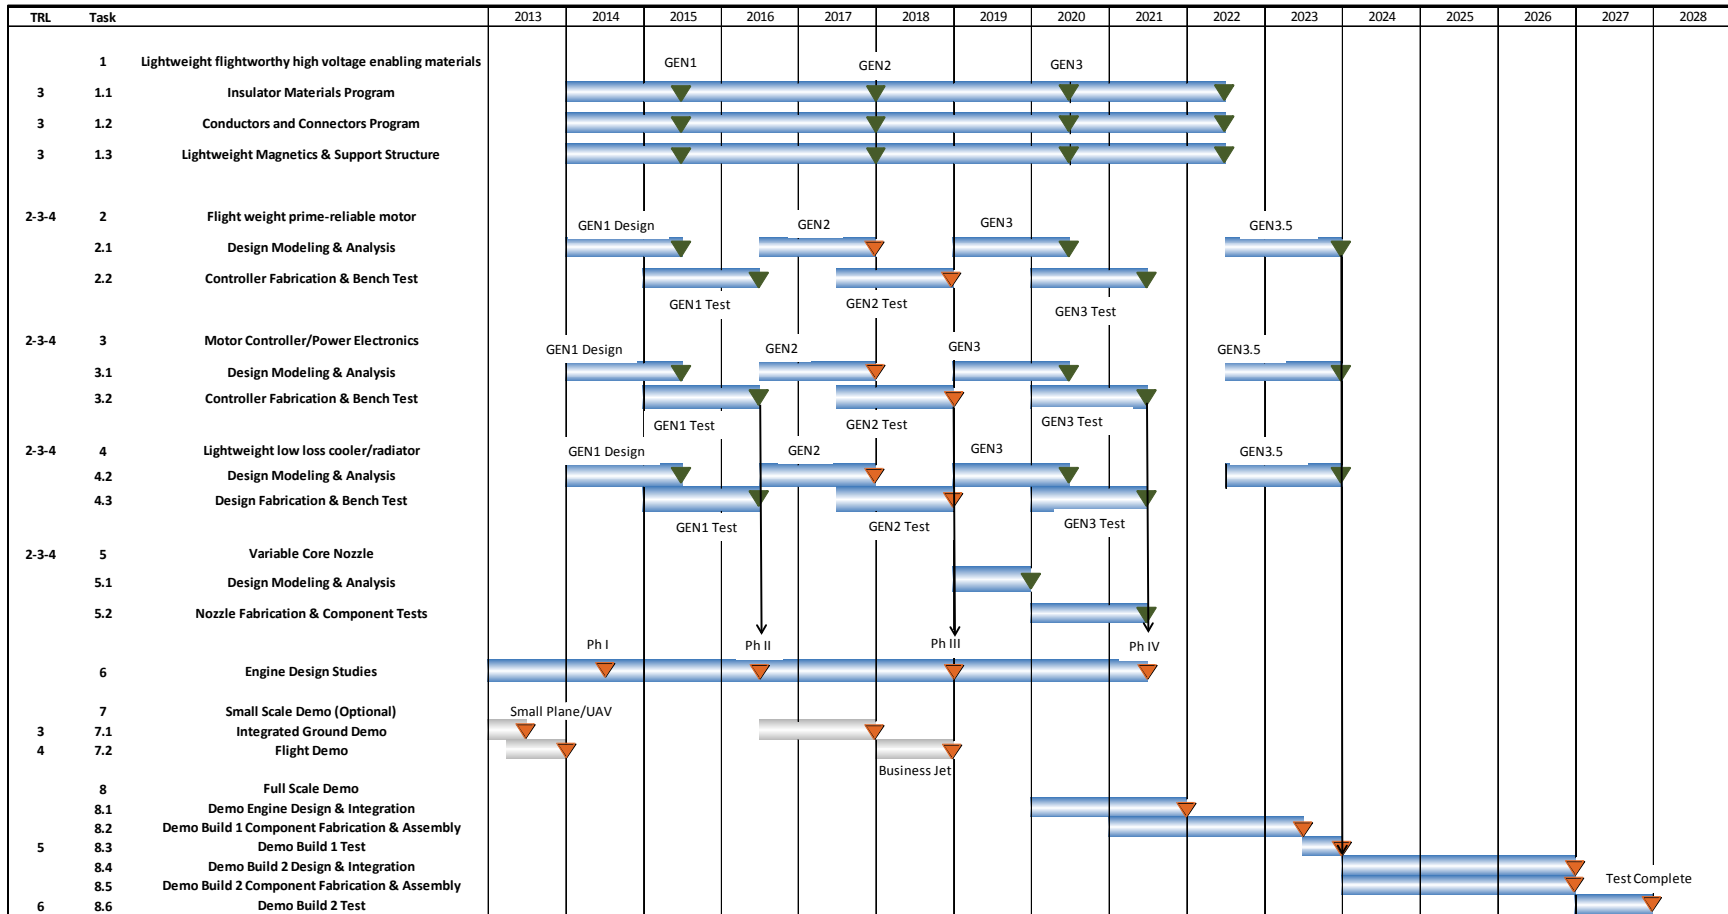 TRL Task 2013 2014 2015 2016 2017 2018 2019 2020 2021 2022 2023 2024 2025 2026 2027 2028
1 Lightweight flightworthy high voltage enabling materials GEN1 GEN2 GEN3
3 1.1 Insulator Materials Program
3 1.2 Conductors and Connectors Program
3 1.3 Lightweight Magnetics & Support Structure
2-3-4 2 Flight weight prime-reliable motor GEN1 Design GEN2 GEN3 GEN3.5
2.1 Design Modeling & Analysis
2.2 Controller Fabrication & Bench Test
GEN1 Test GEN2 Test GEN3 Test
2-3-4 3 Motor Controller/Power Electronics GEN1 Design GEN2 GEN3 GEN3.5
3.1 Design Modeling & Analysis
3.2 Controller Fabrication & Bench Test
GEN1 Test GEN2 Test GEN3 Test
2-3-4 4 Lightweight low loss cooler/radiator GEN1 Design GEN2 GEN3 GEN3.5
4.2 Design Modeling & Analysis
4.3 Design Fabrication & Bench Test
GEN1 Test GEN2 Test GEN3 Test
2-3-4 5 Variable Core Nozzle
5.1 Design Modeling & Analysis
5.2 Nozzle Fabrication & Component Tests
Ph I Ph II Ph III Ph IV
6 Engine Design Studies
7 Small Scale Demo (Optional) Small Plane/UAV
3 7.1 Integrated Ground Demo
4 7.2 Flight Demo
Business Jet
8 Full Scale Demo
8.1 Demo Engine Design & Integration
8.2 Demo Build 1 Component Fabrication & Assembly
5 8.3 Demo Build 1 Test
8.4 Demo Build 2 Design & Integration
8.5 Demo Build 2 Component Fabrication & Assembly Test Complete
6 8.6 Demo Build 2 Test